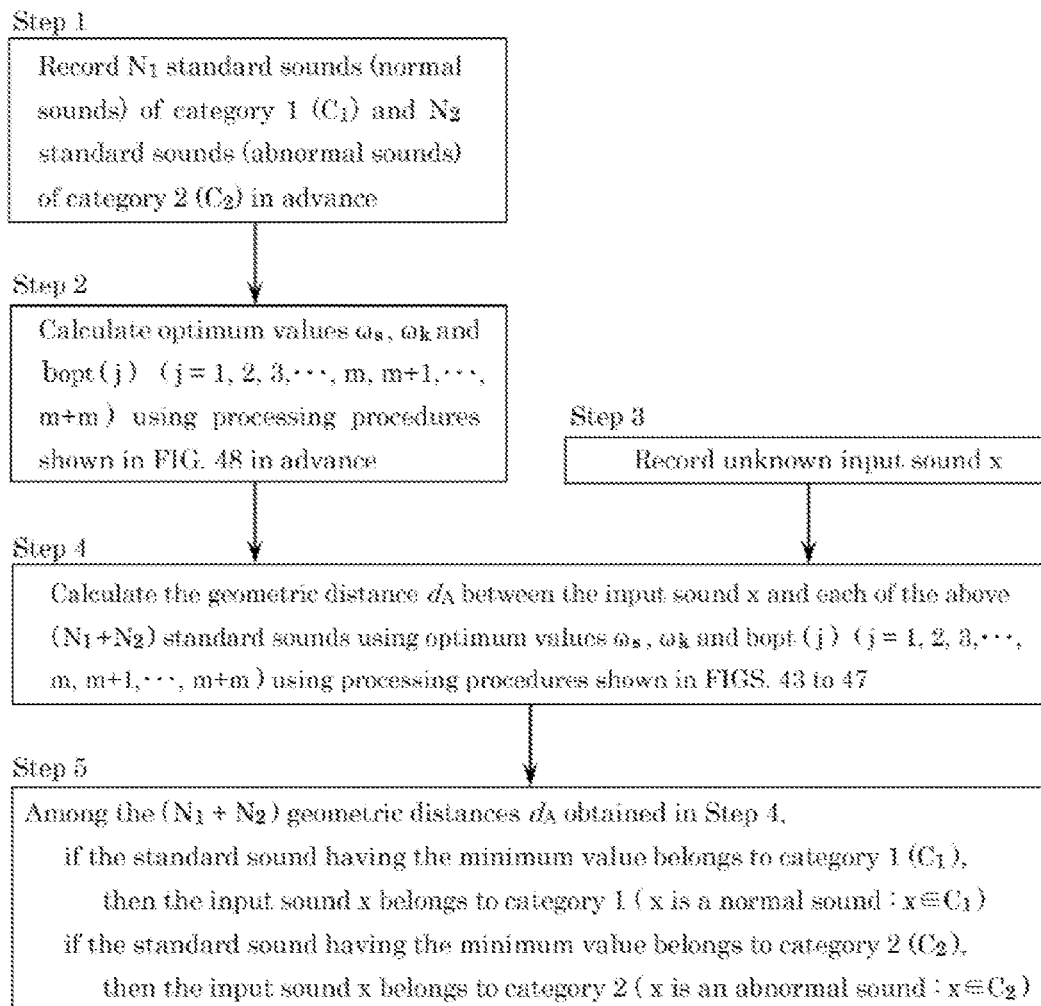 Step 1
Record N₁ standard sounds (normal
sounds) of category 1 (C₁) and N₂
standard sounds (abnormal sounds)
of category 2 (C₂) in advance
Step 2
Calculate optimum values ωₛ, ωₖ and
bopt(j) (j = 1, 2, 3,···, m, m+1,···,
m+m) using processing procedures
shown in FIG. 48 in advance
Step 3
Record unknown input sound x
Step 4
Calculate the geometric distance d_A between the input sound x and each of the above
(N₁+N₂) standard sounds using optimum values ωₛ, ωₖ and bopt (j) (j = 1, 2, 3,···,
m, m+1,···, m+m) using processing procedures shown in FIGS. 43 to 47
Step 5
Among the (N₁ + N₂) geometric distances d_A obtained in Step 4,
if the standard sound having the minimum value belongs to category 1 (C₁),
then the input sound x belongs to category 1 ( x is a normal sound : x∈C₁)
if the standard sound having the minimum value belongs to category 2 (C₂),
then the input sound x belongs to category 2 ( x is an abnormal sound : x∈C₂)